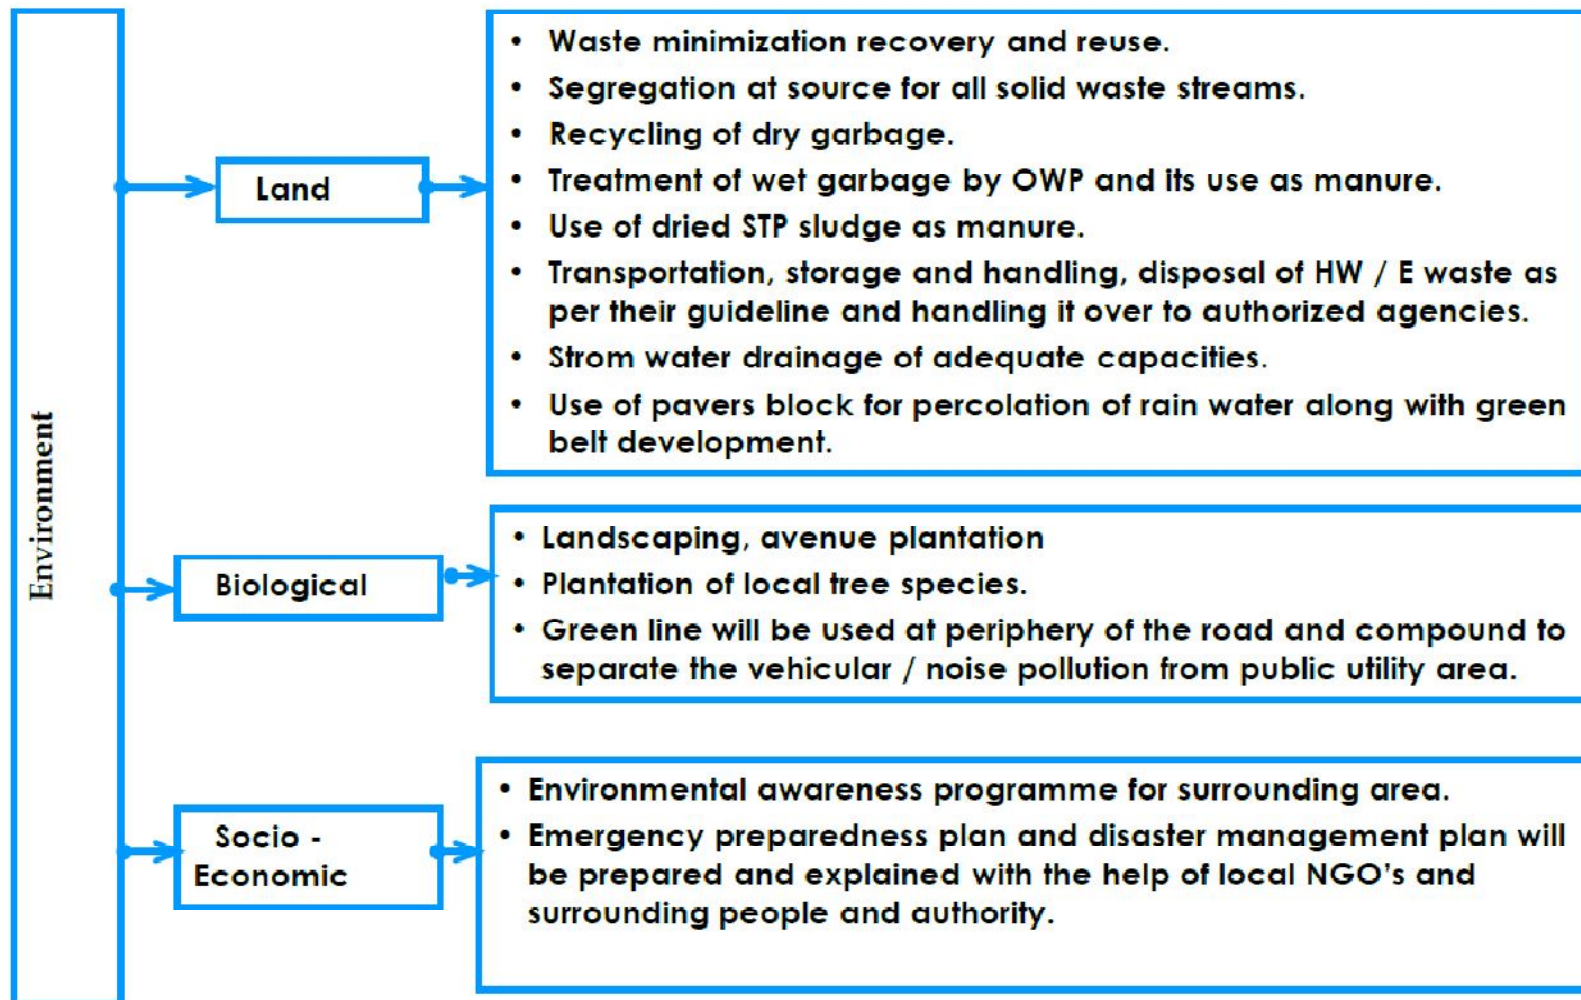 Environment
Land
• Waste minimization recovery and reuse.
• Segregation at source for all solid waste streams.
• Recycling of dry garbage.
• Treatment of wet garbage by OWP and its use as manure.
• Use of dried STP sludge as manure.
• Transportation, storage and handling, disposal of HW / E waste as
per their guideline and handling it over to authorized agencies.
• Strom water drainage of adequate capacities.
• Use of pavers block for percolation of rain water along with green
belt development.
Biological
• Landscaping, avenue plantation
• Plantation of local tree species.
• Green line will be used at periphery of the road and compound to
separate the vehicular / noise pollution from public utility area.
Socio -
Economic
• Environmental awareness programme for surrounding area.
• Emergency preparedness plan and disaster management plan will
be prepared and explained with the help of local NGO's and
surrounding people and authority.